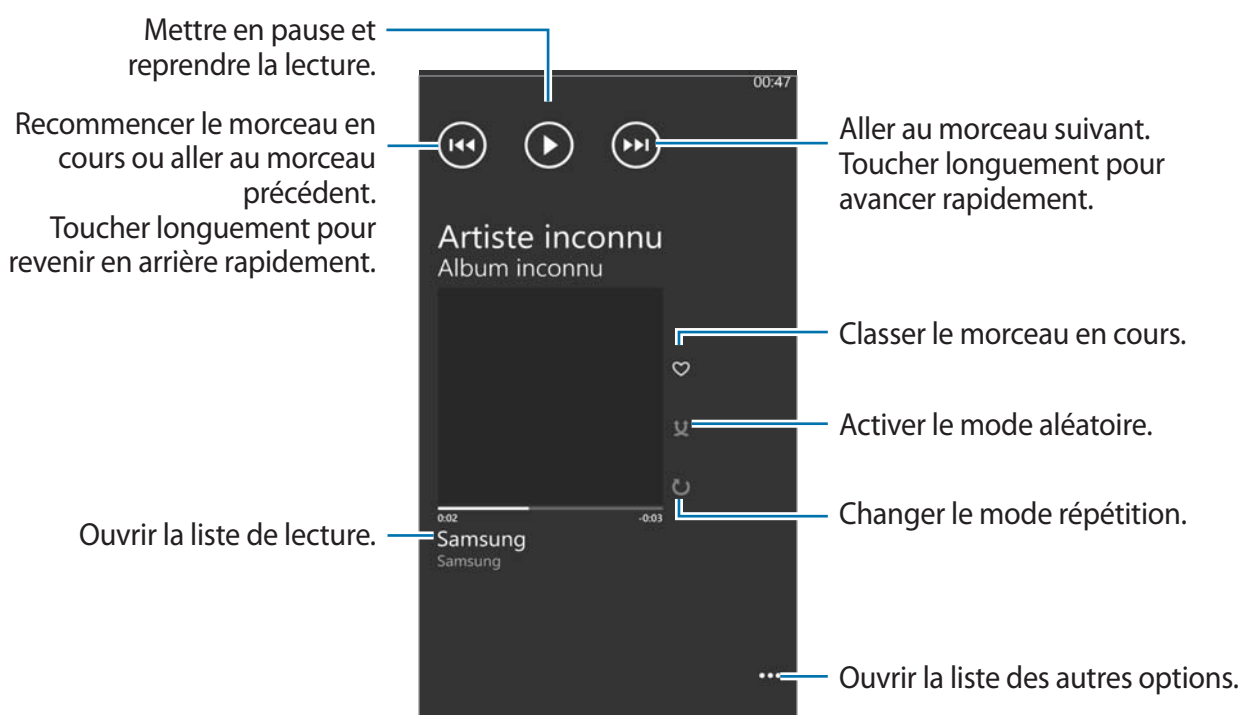 Mettre en pause et
reprendre la lecture.
Recommencer le morceau en
cours ou aller au morceau
précédent.
Toucher longuement pour
revenir en arrière rapidement.
Ouvrir la liste de lecture.
00:47
Artiste inconnu
Album inconnu
0:02
-0:03
Samsung
Samsung
Aller au morceau suivant.
Toucher longuement pour
avancer rapidement.
Classer le morceau en cours.
Activer le mode aléatoire.
Changer le mode répétition.
Ouvrir la liste des autres options.